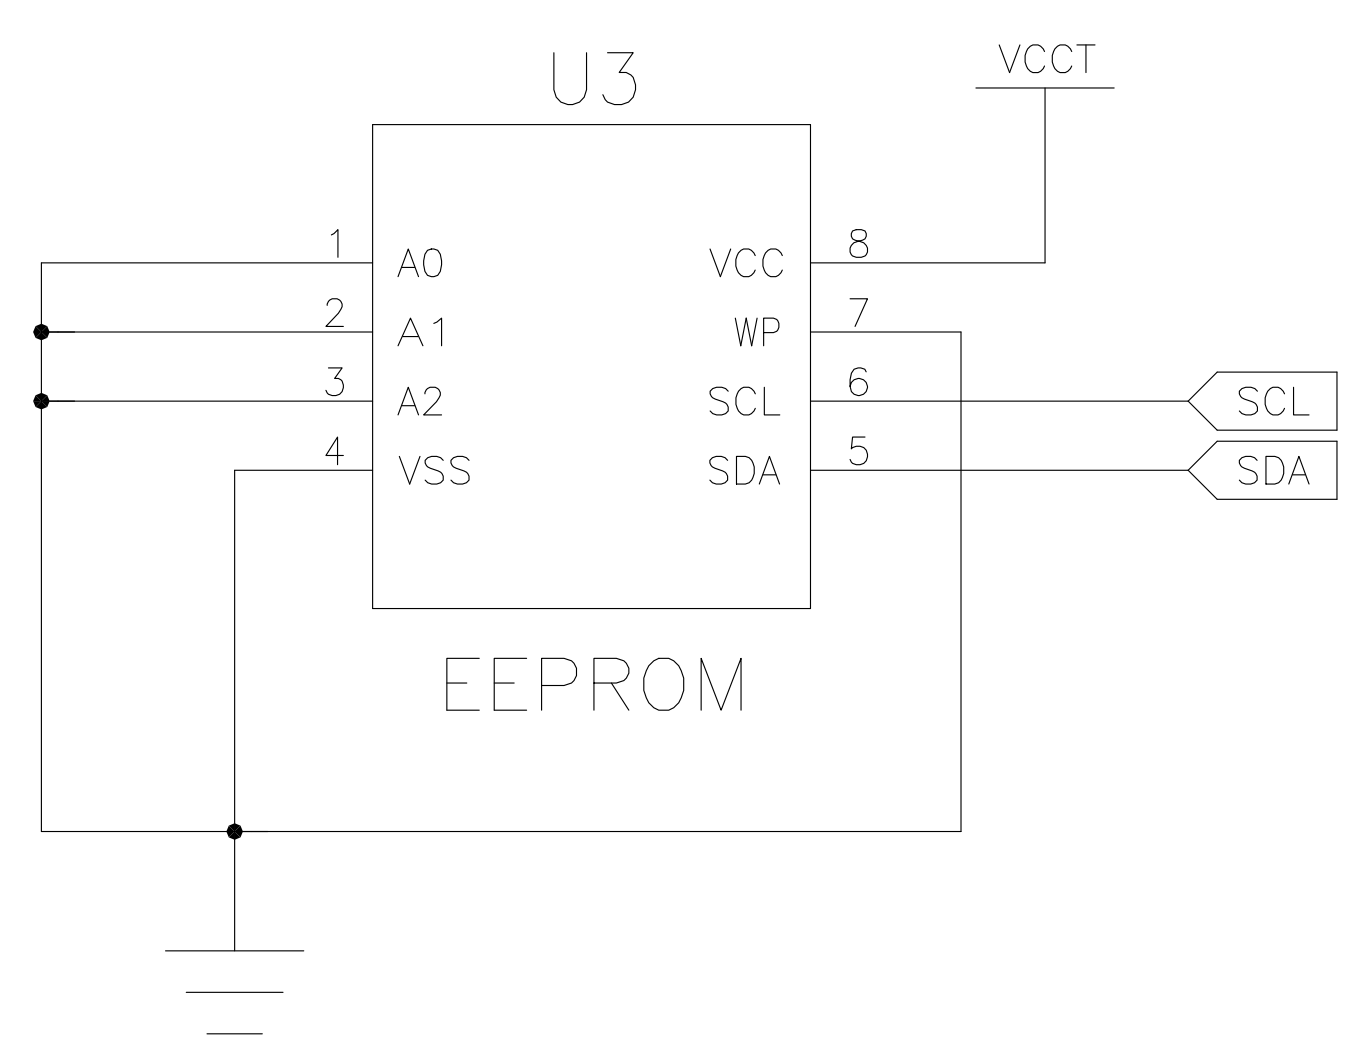 U3
VCCT
1 A0 VCC 8
2 A1 WP 7
3 A2 SCL 6 SCL
4 VSS SDA 5 SDA
EEPROM